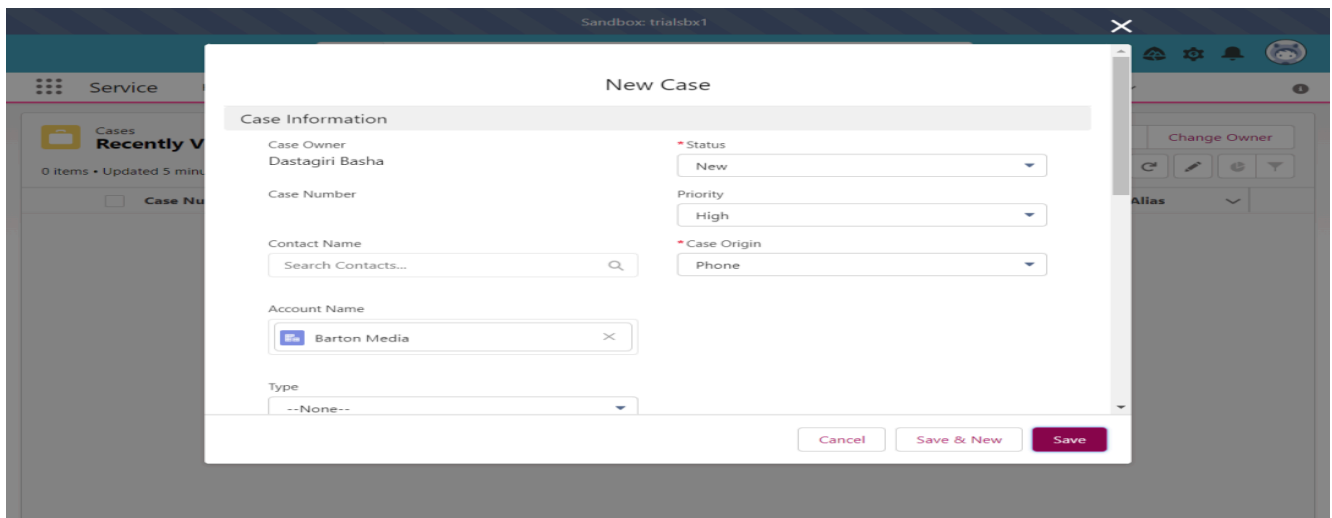 Sandbox: trialsbx1
Service
New Case
Case Information
Cases
Recently V
0 items • Updated 5 minu
Change Owner
Case Nu
Alias
Case Owner
Dastagiri Basha
*Status
New
Case Number
Priority
High
Contact Name
Search Contacts...
*Case Origin
Phone
Account Name
Barton Media
Type
--None--
Cancel
Save & New
Save